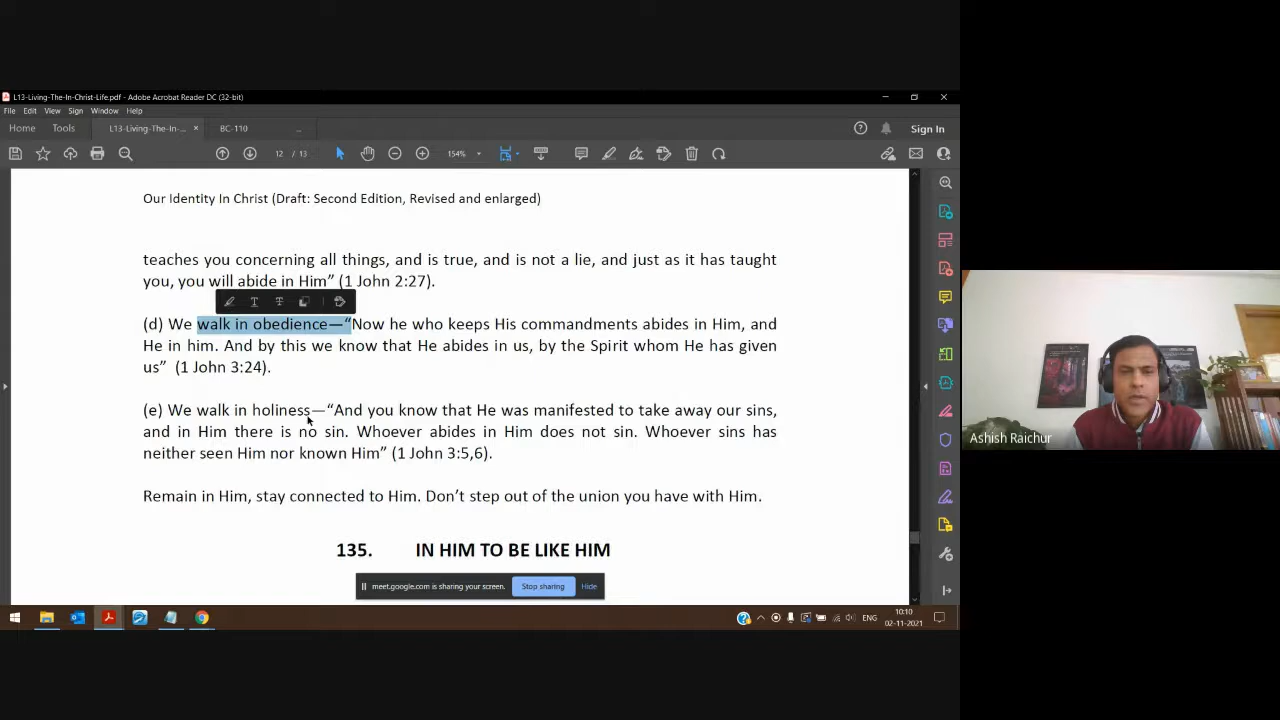 L13-Living-The-In-Christ-Life.pdf - Adobe Acrobat Reader DC (32-bit)
File Edit View Sign Window Help
Home Tools L13-Living-The-In-... × BC-110 ... Sign In
12 / 13 154%
Our Identity In Christ (Draft: Second Edition, Revised and enlarged)
teaches you concerning all things, and is true, and is not a lie, and just as it has taught
you, you will abide in Him” (1 John 2:27).
(d) We walk in obedience—“Now he who keeps His commandments abides in Him, and
He in him. And by this we know that He abides in us, by the Spirit whom He has given
us” (1 John 3:24).
(e) We walk in holiness—“And you know that He was manifested to take away our sins,
and in Him there is no sin. Whoever abides in Him does not sin. Whoever sins has
neither seen Him nor known Him” (1 John 3:5,6).
Remain in Him, stay connected to Him. Don’t step out of the union you have with Him.
135. IN HIM TO BE LIKE HIM
meet.google.com is sharing your screen. Stop sharing Hide
ENG
10:10
02-11-2021
Ashish Raichur